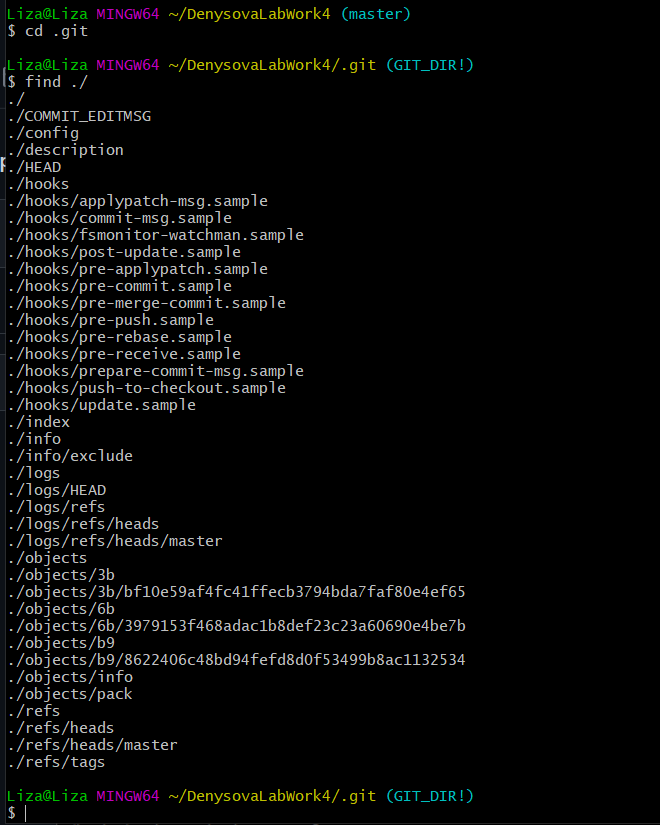 Liza@Liza MINGW64 ~/DenysovaLabWork4 (master)
$ cd .git
Liza@Liza MINGW64 ~/DenysovaLabWork4/.git (GIT_DIR!)
$ find ./
./
./COMMIT_EDITMSG
./config
./description
./HEAD
./hooks
./hooks/applypatch-msg.sample
./hooks/commit-msg.sample
./hooks/fsmonitor-watchman.sample
./hooks/post-update.sample
./hooks/pre-applypatch.sample
./hooks/pre-commit.sample
./hooks/pre-merge-commit.sample
./hooks/pre-push.sample
./hooks/pre-rebase.sample
./hooks/pre-receive.sample
./hooks/prepare-commit-msg.sample
./hooks/push-to-checkout.sample
./hooks/update.sample
./index
./info
./info/exclude
./logs
./logs/HEAD
./logs/refs
./logs/refs/heads
./logs/refs/heads/master
./objects
./objects/3b
./objects/3b/bf10e59af4fc41ffecb3794bda7faf80e4ef65
./objects/6b
./objects/6b/3979153f468adac1b8def23c23a60690e4be7b
./objects/b9
./objects/b9/8622406c48bd94fefd8d0f53499b8ac1132534
./objects/info
./objects/pack
./refs
./refs/heads
./refs/heads/master
./refs/tags
Liza@Liza MINGW64 ~/DenysovaLabWork4/.git (GIT_DIR!)
$